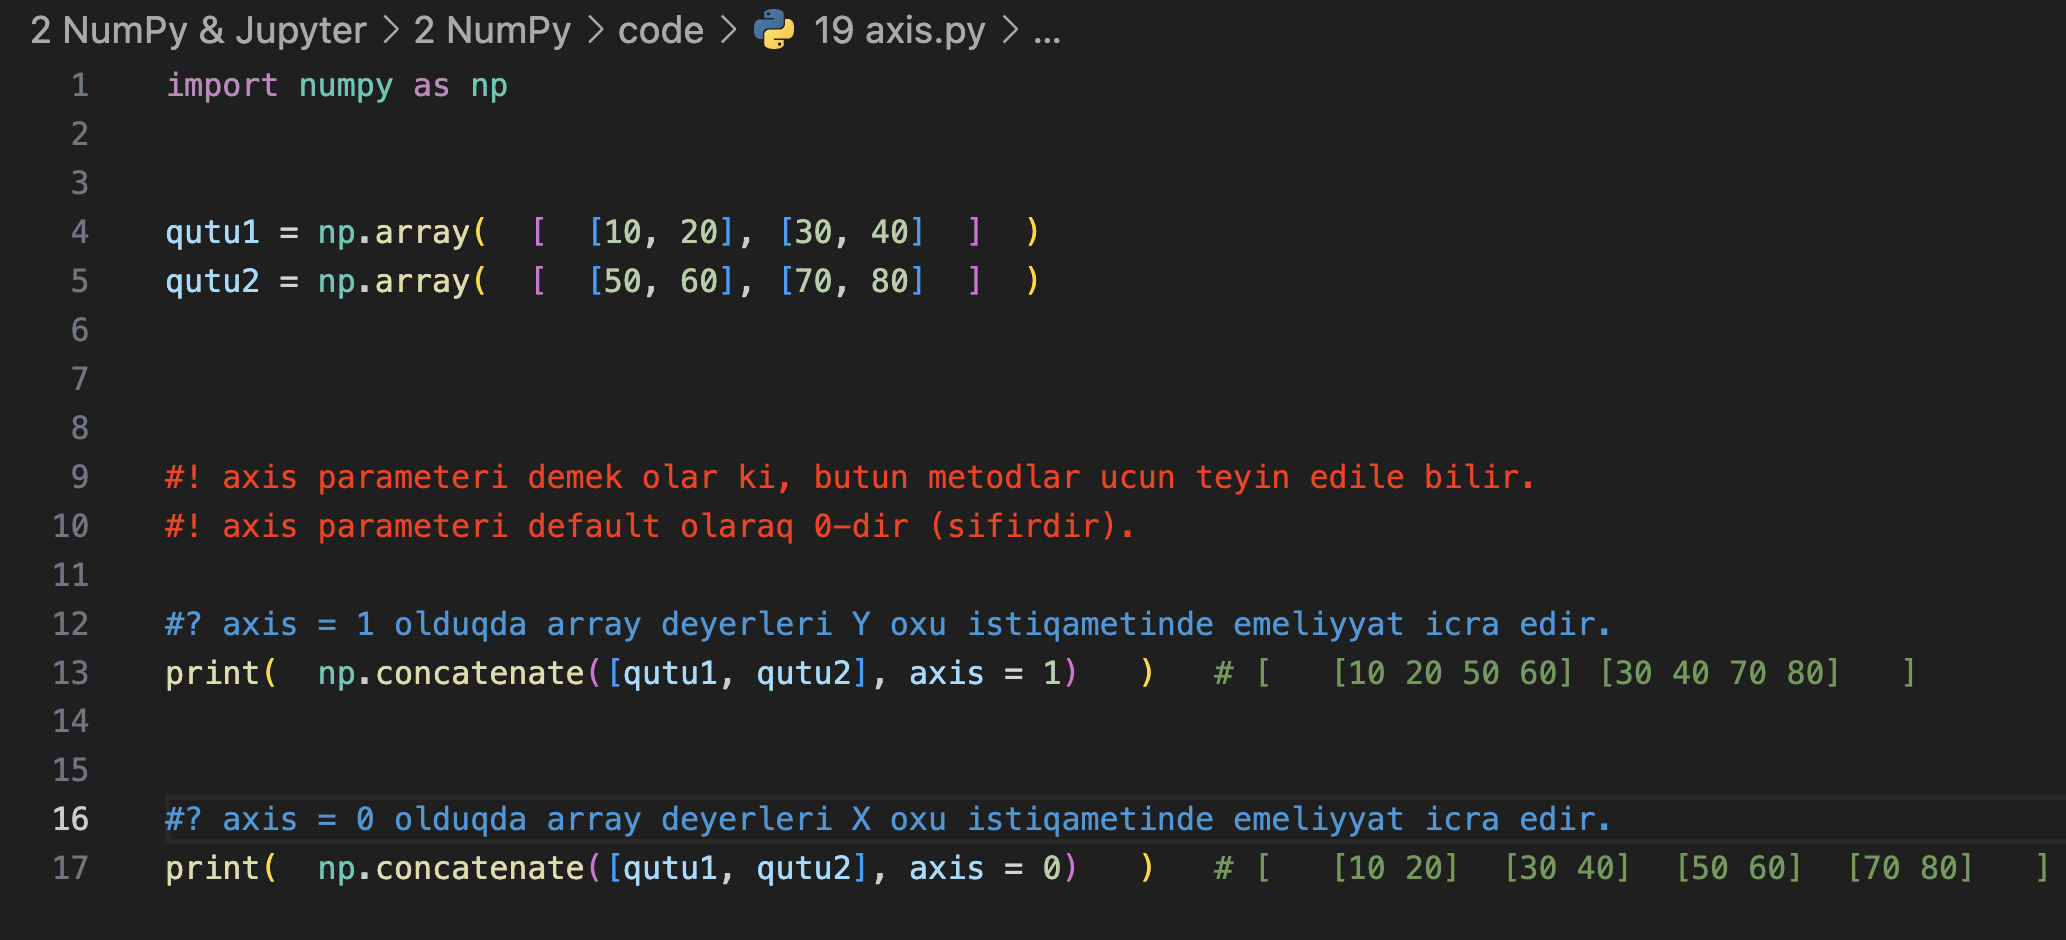 2 NumPy & Jupyter > 2 NumPy > code > 19 axis.py > ...
1 import numpy as np
2
3
4 qutu1 = np.array(  [  [10, 20], [30, 40]  ]  )
5 qutu2 = np.array(  [  [50, 60], [70, 80]  ]  )
6
7
8
9 #! axis parameteri demek olar ki, butun metodlar ucun teyin edile bilir.
10 #! axis parameteri default olaraq 0-dir (sifirdir).
11
12 #? axis = 1 olduqda array deyerleri Y oxu istiqametinde emeliyyat icra edir.
13 print(  np.concatenate([qutu1, qutu2], axis = 1)   )   # [   [10 20 50 60] [30 40 70 80]   ]
14
15
16 #? axis = 0 olduqda array deyerleri X oxu istiqametinde emeliyyat icra edir.
17 print(  np.concatenate([qutu1, qutu2], axis = 0)   )   # [   [10 20]  [30 40]  [50 60]  [70 80]   ]